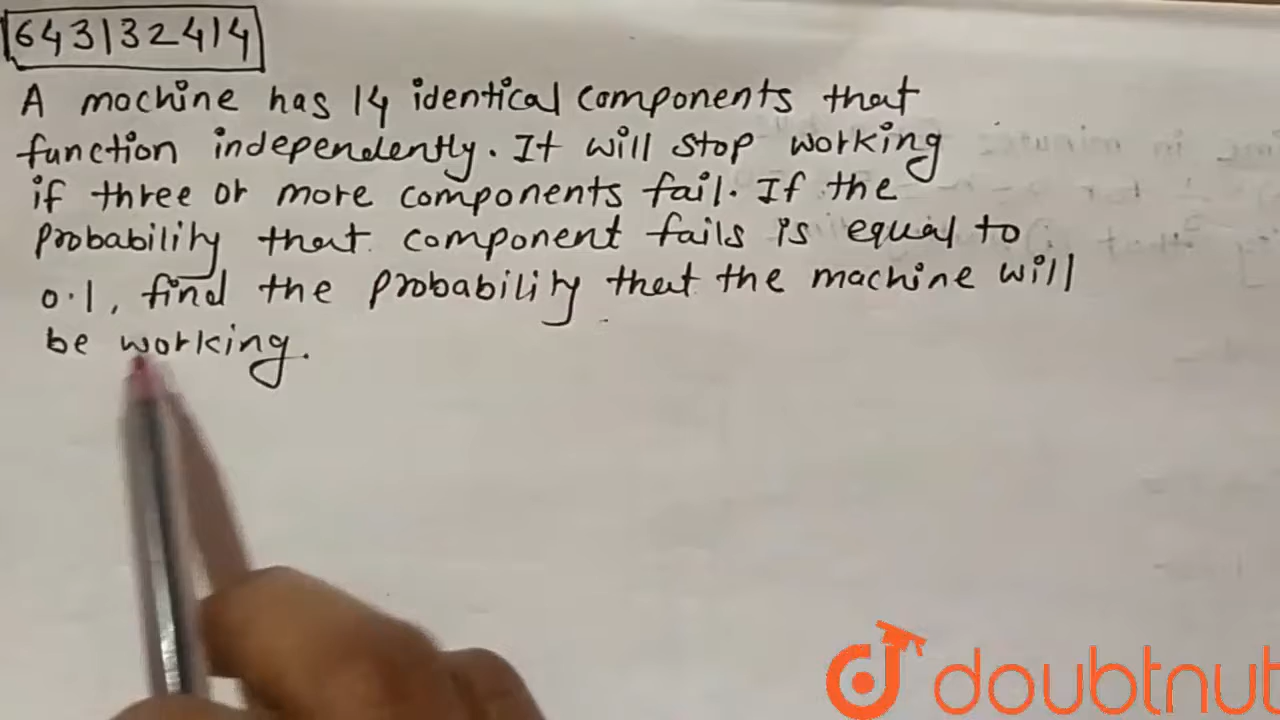 643132414
A machine has 14 identical components that
function independently. It will stop working
if three or more components fail. If the
probability that component fails is equal to
0.1, find the probability that the machine will
be working.
doubtnut